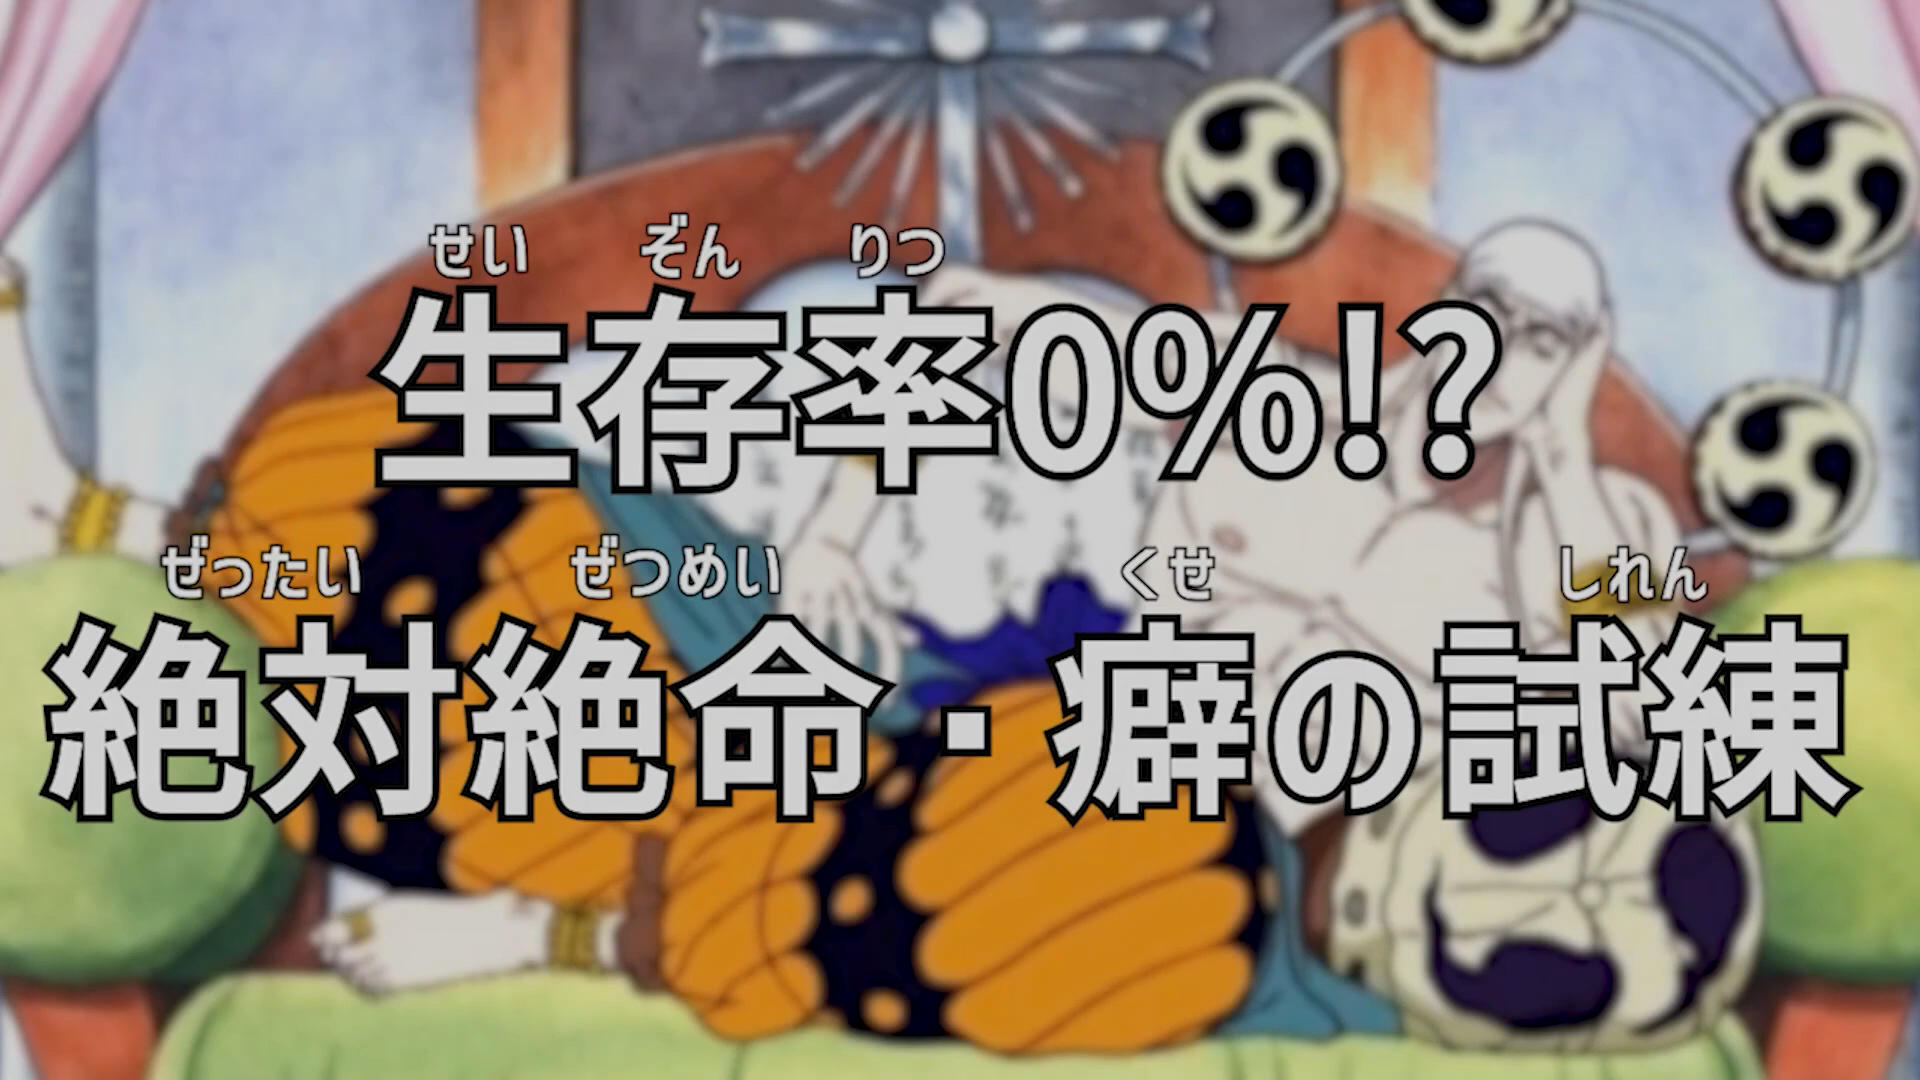 せい ぞん りつ
生存率0%!?
ぜったい ぜつめい くせ しれん
絶対絶命・癖の試練